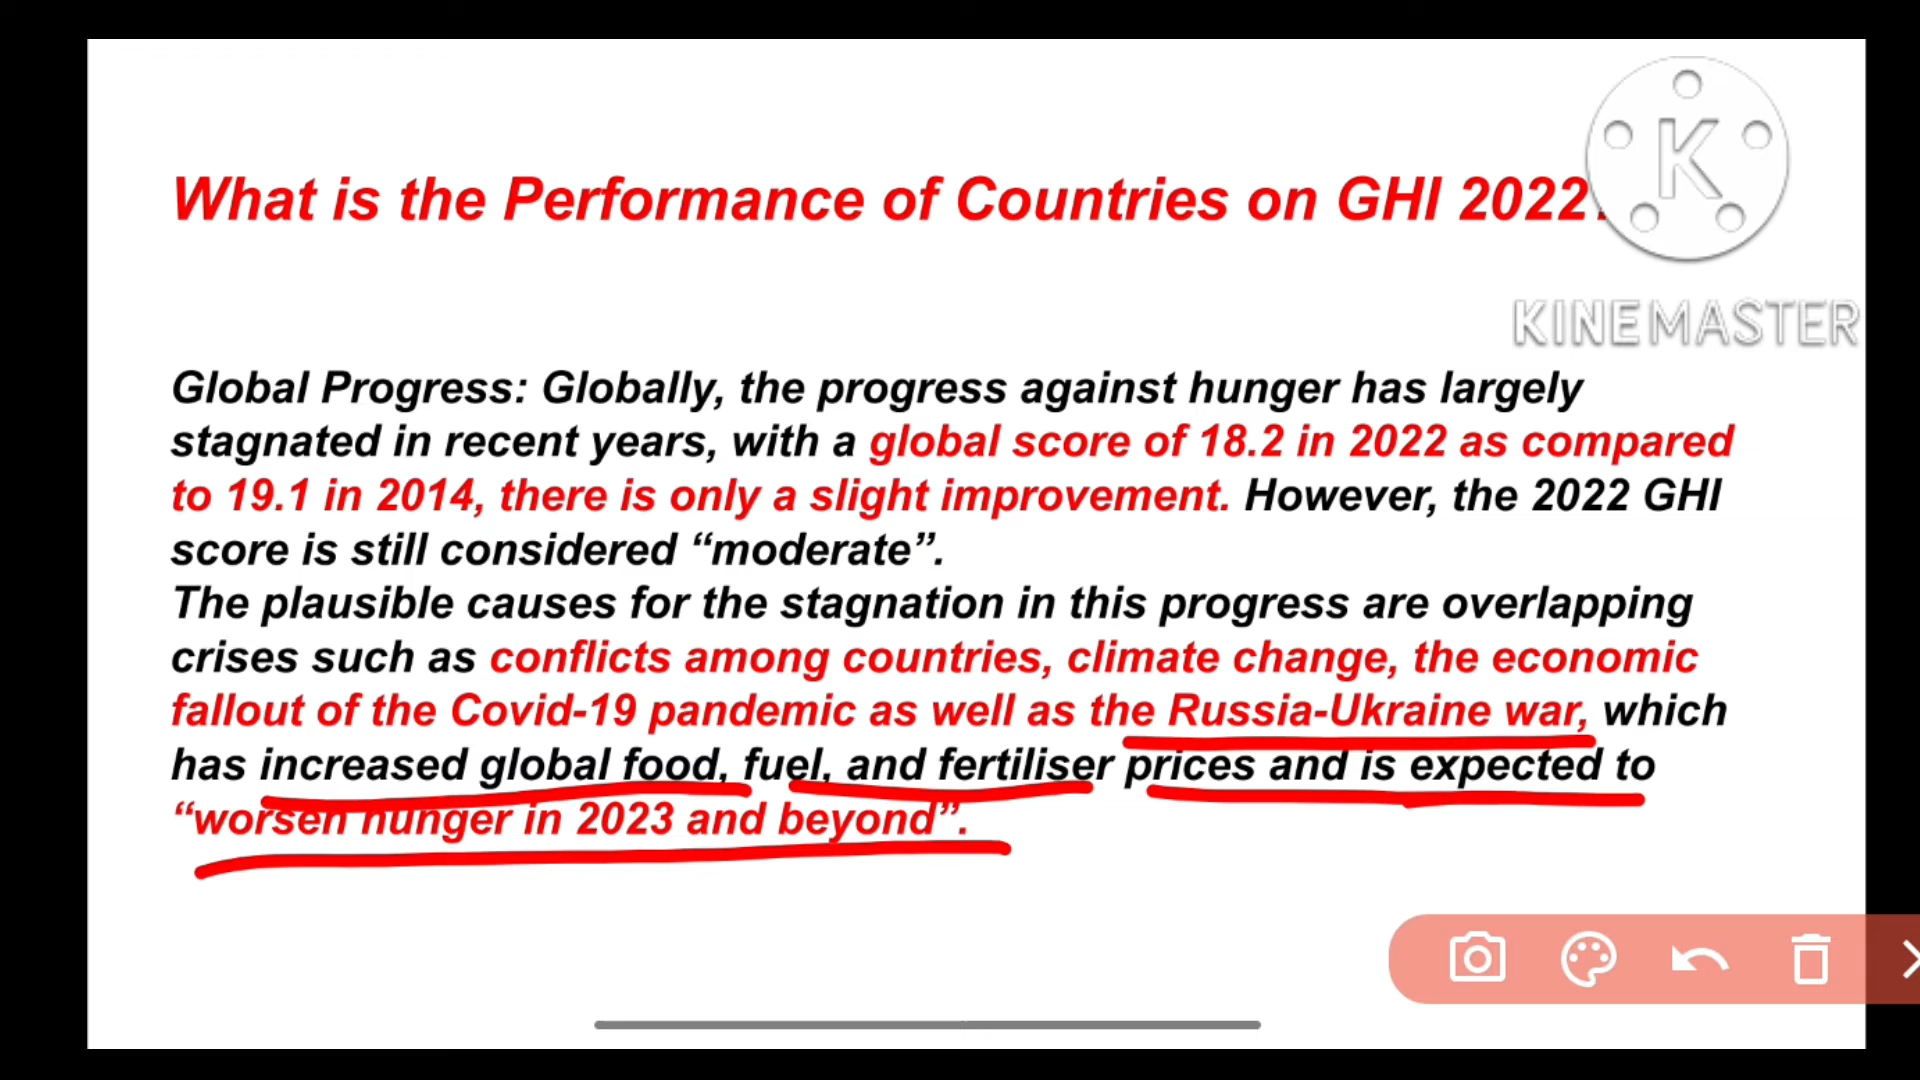 What is the Performance of Countries on GHI 2022?
K
KINEMASTER
Global Progress: Globally, the progress against hunger has largely
stagnated in recent years, with a global score of 18.2 in 2022 as compared
to 19.1 in 2014, there is only a slight improvement. However, the 2022 GHI
score is still considered “moderate”.
The plausible causes for the stagnation in this progress are overlapping
crises such as conflicts among countries, climate change, the economic
fallout of the Covid-19 pandemic as well as the Russia-Ukraine war, which
has increased global food, fuel, and fertiliser prices and is expected to
“worsen hunger in 2023 and beyond”.